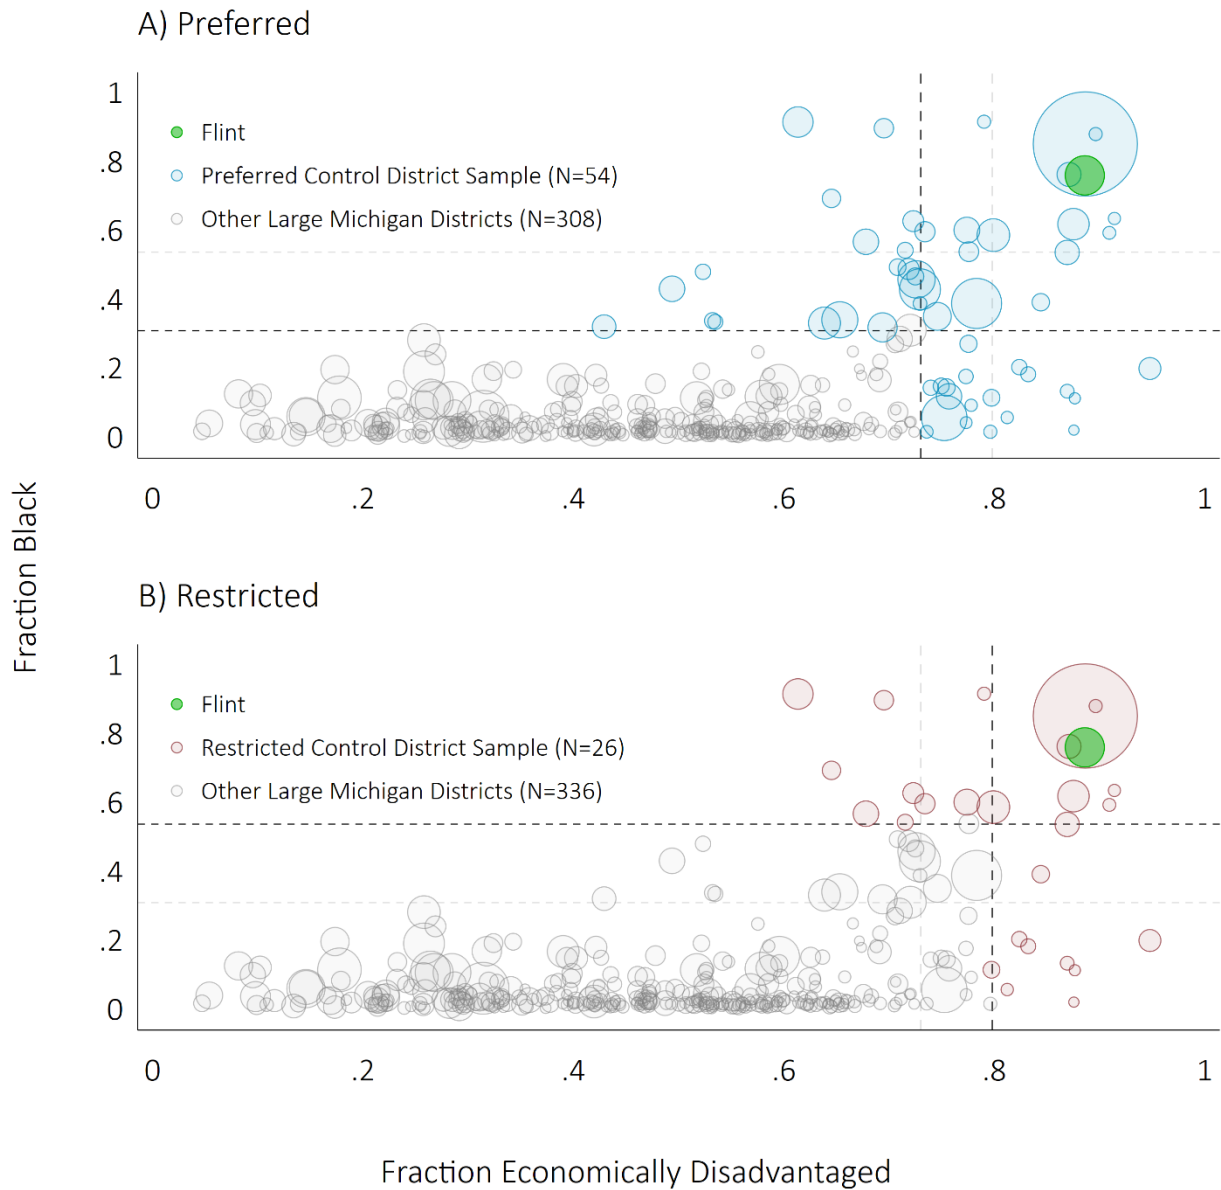 A) Preferred
1
Flint
Preferred Control District Sample (N=54)
.8
Other Large Michigan Districts (N=308)
.6
.4
.2
0
0 .2 .4 .6 .8 1
Fraction Black
B) Restricted
1
Flint
.8
Restricted Control District Sample (N=26)
Other Large Michigan Districts (N=336)
.6
.4
.2
0
0 .2 .4 .6 .8 1
Fraction Economically Disadvantaged